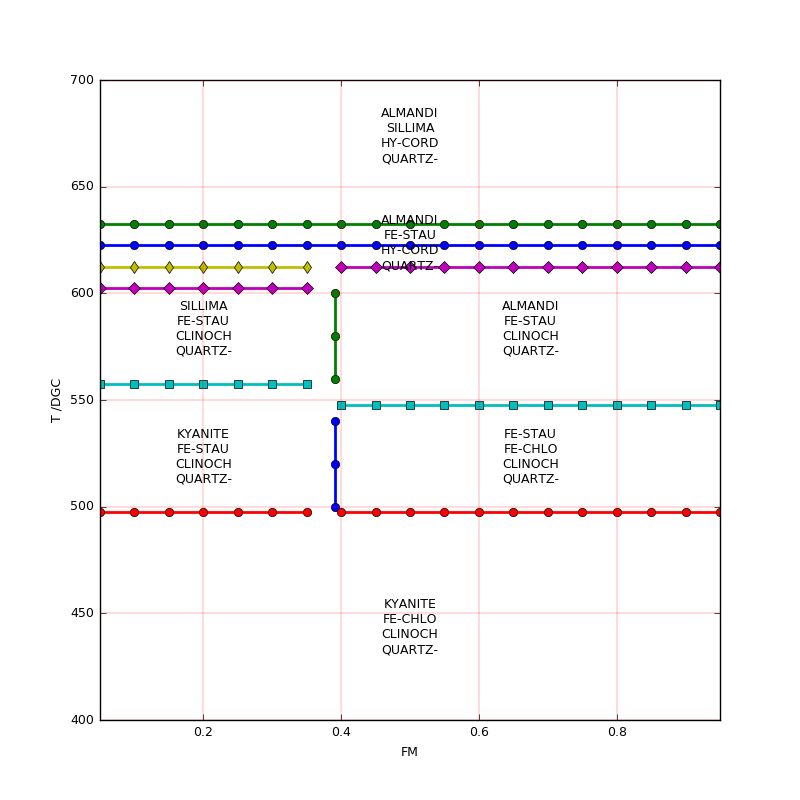 700
ALMANDI
SILLIMA
HY-CORD
QUARTZ-
650
ALMANDI
FE-STAU
HY-CORD
QUARTZ-
600
SILLIMA
FE-STAU
CLINOCH
QUARTZ-
ALMANDI
FE-STAU
CLINOCH
QUARTZ-
T /DGC
550
KYANITE
FE-STAU
CLINOCH
QUARTZ-
FE-STAU
FE-CHLO
CLINOCH
QUARTZ-
500
KYANITE
FE-CHLO
CLINOCH
QUARTZ-
450
400
0.2 0.4 0.6 0.8
FM